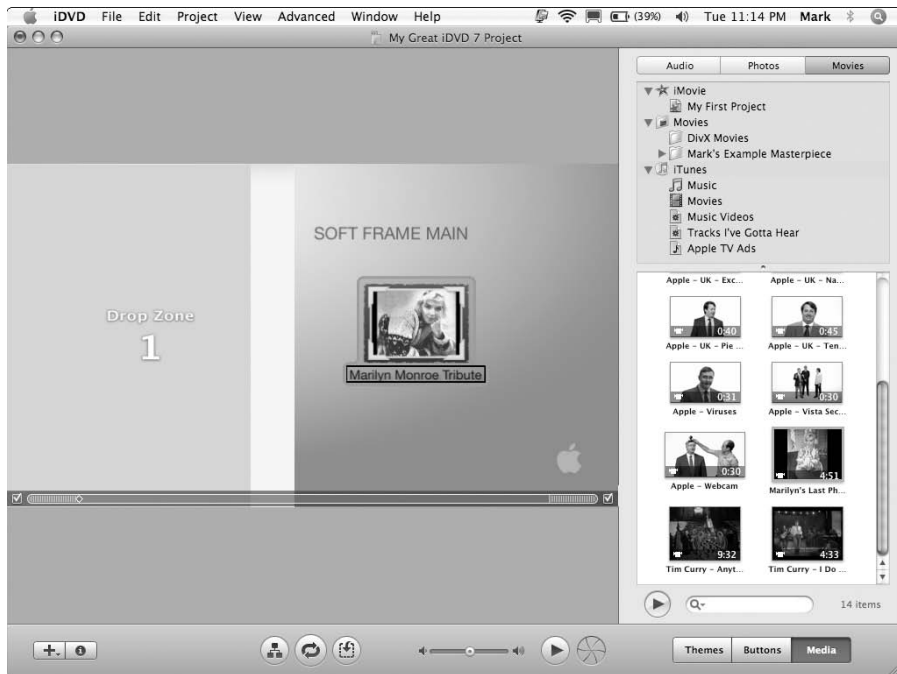 iDVD File Edit Project View Advanced Window Help (39%) Tue 11:14 PM Mark
My Great iDVD 7 Project
Audio Photos Movies
iMovie
My First Project
Movies
DivX Movies
Mark's Example Masterpiece
iTunes
Music
Movies
Music Videos
Tracks I've Gotta Hear
Apple TV Ads
SOFT FRAME MAIN
Drop Zone
1
Marilyn Monroe Tribute
Apple – UK – Exc... Apple – UK – Na...
0:40 0:45
Apple – UK – Pie ... Apple – UK – Ten...
0:31 0:30
Apple – Viruses Apple – Vista Sec...
0:30 4:51
Apple – Webcam Marilyn's Last Ph...
9:32 4:33
Tim Curry – Anyt... Tim Curry – I Do ...
14 items
Themes Buttons Media